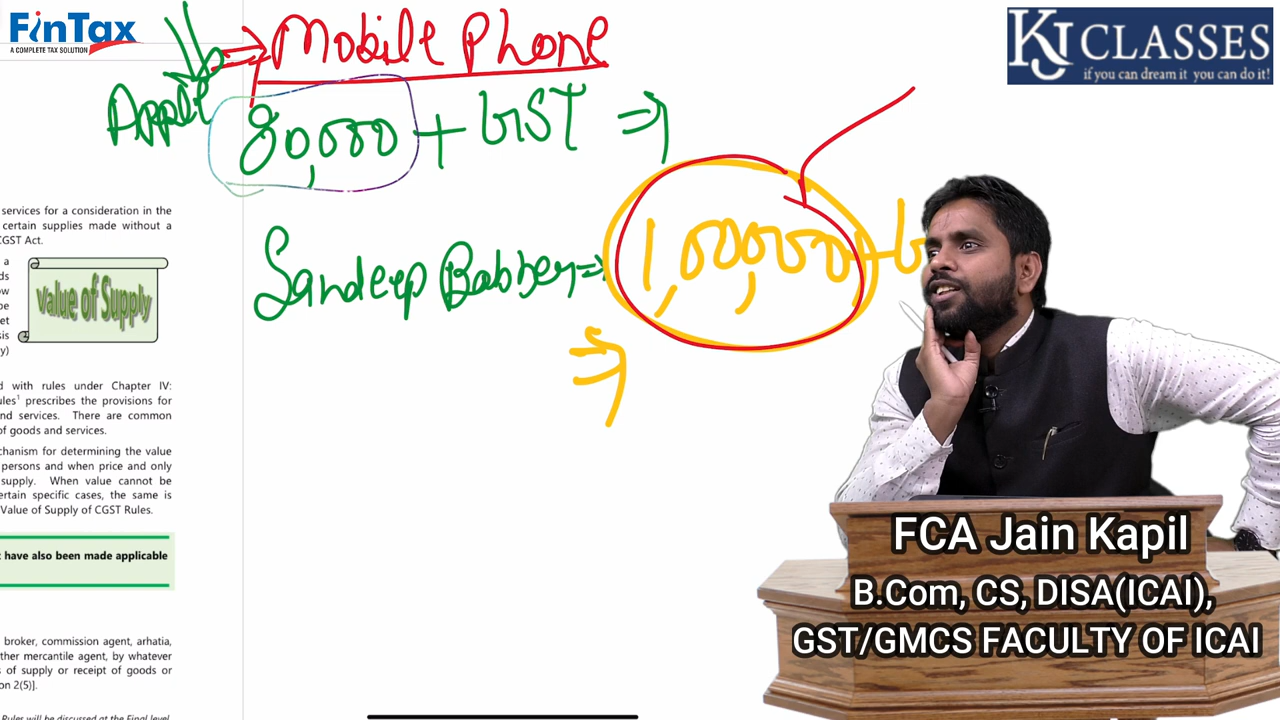 FinTax
A COMPLETE TAX SOLUTION
Mobile Phone
KJ CLASSES
if you can dream it you can do it!
Apple
80,000 + GST ⇒
Sandeep Babber ⇒ 1,00,000 +
⇒
services for a consideration in the
certain supplies made without a
CGST Act.
a
Value of Supply
d with rules under Chapter IV:
ules¹ prescribes the provisions for
nd services. There are common
of goods and services.
chanism for determining the value
persons and when price and only
supply. When value cannot be
ertain specific cases, the same is
Value of Supply of CGST Rules.
t have also been made applicable
broker, commission agent, arhatia,
ther mercantile agent, by whatever
s of supply or receipt of goods or
on 2(5)].
Rules will be discussed at the Final level.
FCA Jain Kapil
B.Com, CS, DISA(ICAI),
GST/GMCS FACULTY OF ICAI